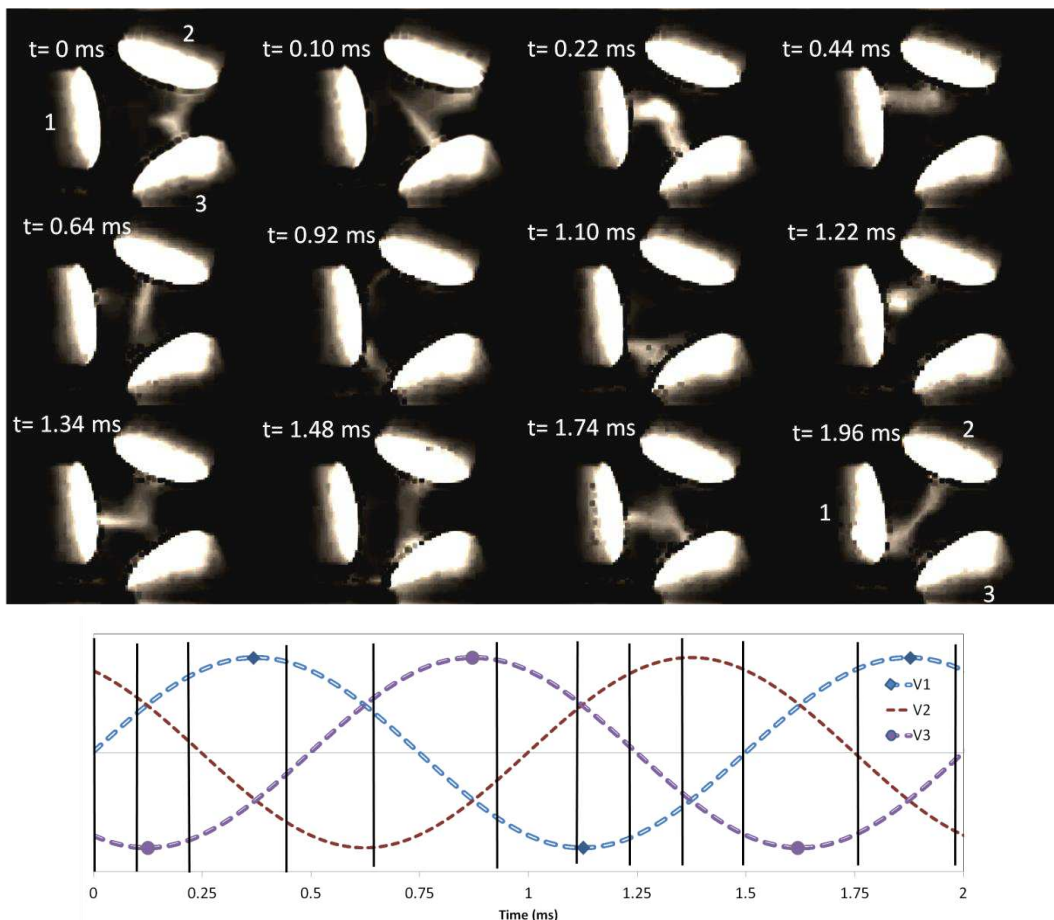 2
t= 0 ms
t= 0.10 ms
t= 0.22 ms
t= 0.44 ms
1
3
t= 0.64 ms
t= 0.92 ms
t= 1.10 ms
t= 1.22 ms
t= 1.34 ms
t= 1.48 ms
t= 1.74 ms
t= 1.96 ms
2
1
3
V1
V2
V3
0
0.25
0.5
0.75
1
1.25
1.5
1.75
2
Time (ms)